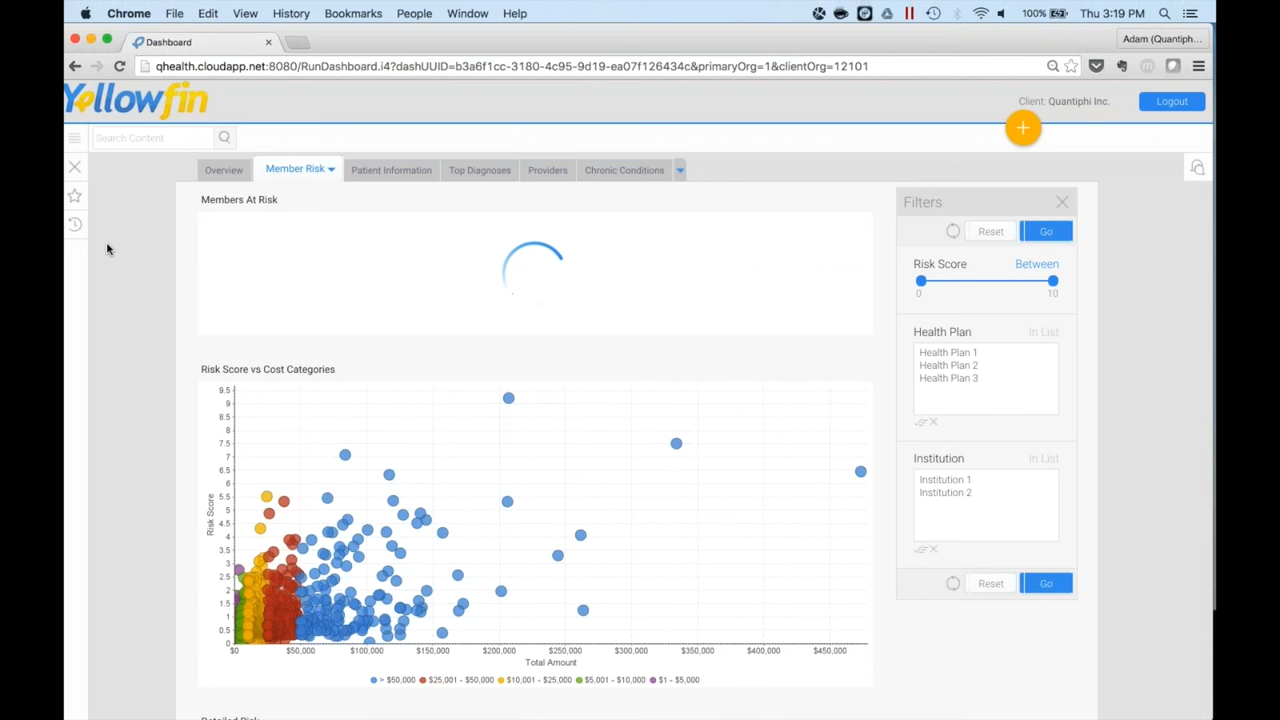 Chrome File Edit View History Bookmarks People Window Help 100% Thu 3:19 PM
Dashboard Adam (Quantiph...
qhealth.cloudapp.net:8080/RunDashboard.i4?dashUUID=b3a6f1cc-3180-4c95-9d19-ea07f126434c&primaryOrg=1&clientOrg=12101
Yellowfin Client: Quantiphi Inc. Logout
Search Content
Overview Member Risk Patient Information Top Diagnoses Providers Chronic Conditions
Members At Risk
Filters
Reset Go
Risk Score Between
0 10
Health Plan In List
Health Plan 1
Health Plan 2
Health Plan 3
Institution In List
Institution 1
Institution 2
Reset Go
Risk Score vs Cost Categories
9.5
9
8.5
8
7.5
7
6.5
6
5.5
5
4.5
4
3.5
3
2.5
2
1.5
1
0.5
0
Risk Score
$0 $50,000 $100,000 $150,000 $200,000 $250,000 $300,000 $350,000 $400,000 $450,000
Total Amount
> $50,000 $25,001 - $50,000 $10,001 - $25,000 $5,001 - $10,000 $1 - $5,000
Detailed Risk